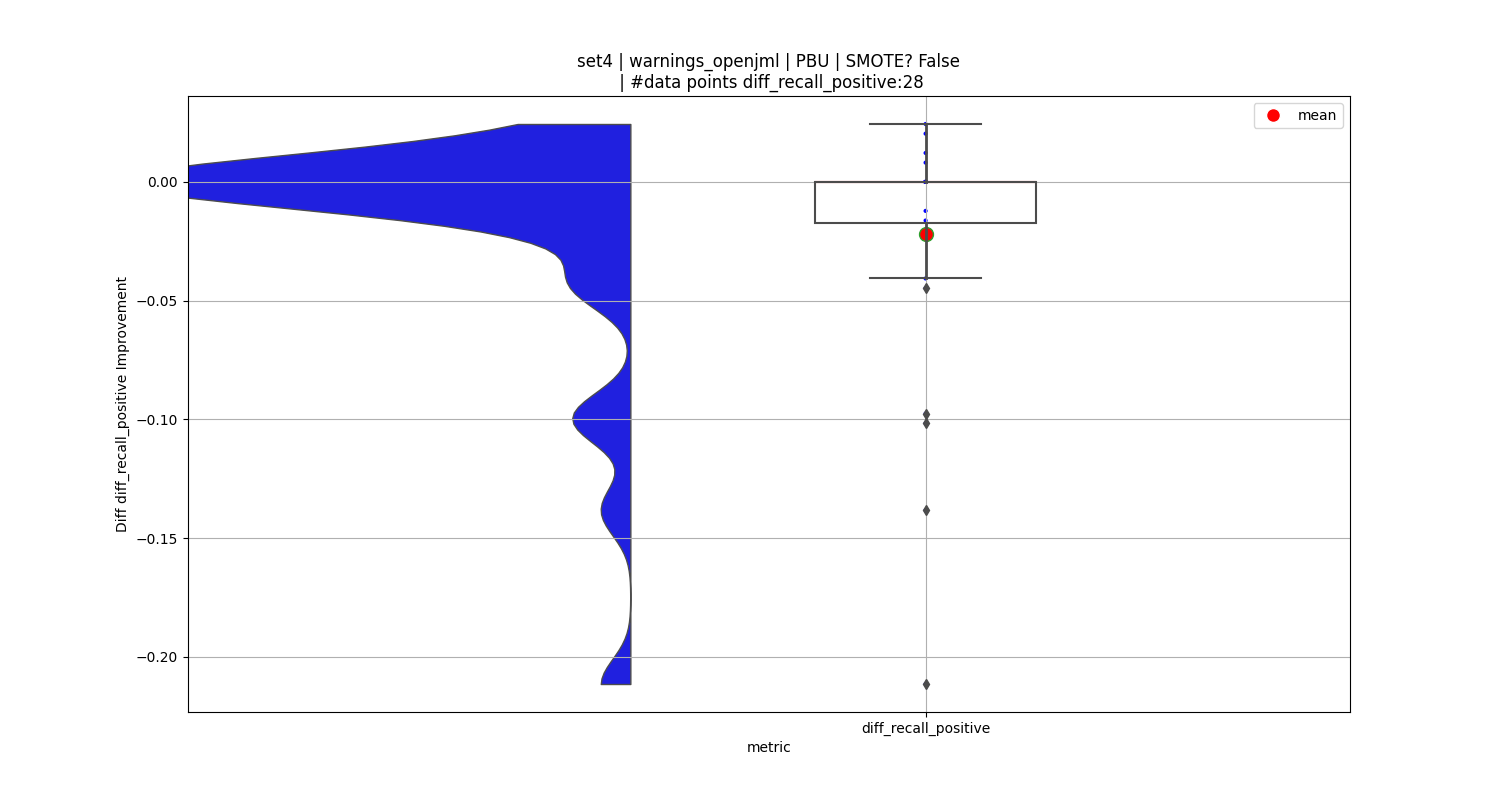 set4 | warnings_openjml | PBU | SMOTE? False
| #data points diff_recall_positive:28
mean
0.00
−0.05
−0.10
−0.15
−0.20
Diff diff_recall_positive Improvement
diff_recall_positive
metric